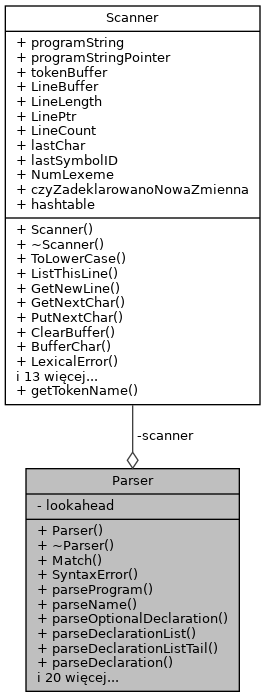 Scanner
+ programString
+ programStringPointer
+ tokenBuffer
+ LineBuffer
+ LineLength
+ LinePtr
+ LineCount
+ lastChar
+ lastSymbolID
+ NumLexeme
+ czyZadeklarowanoNowaZmienna
+ hashtable
+ Scanner()
+ ~Scanner()
+ ToLowerCase()
+ ListThisLine()
+ GetNewLine()
+ GetNextChar()
+ PutNextChar()
+ ClearBuffer()
+ BufferChar()
+ LexicalError()
i 13 więcej...
+ getTokenName()
-scanner
Parser
- lookahead
+ Parser()
+ ~Parser()
+ Match()
+ SyntaxError()
+ parseProgram()
+ parseName()
+ parseOptionalDeclaration()
+ parseDeclarationList()
+ parseDeclarationListTail()
+ parseDeclaration()
i 20 więcej...